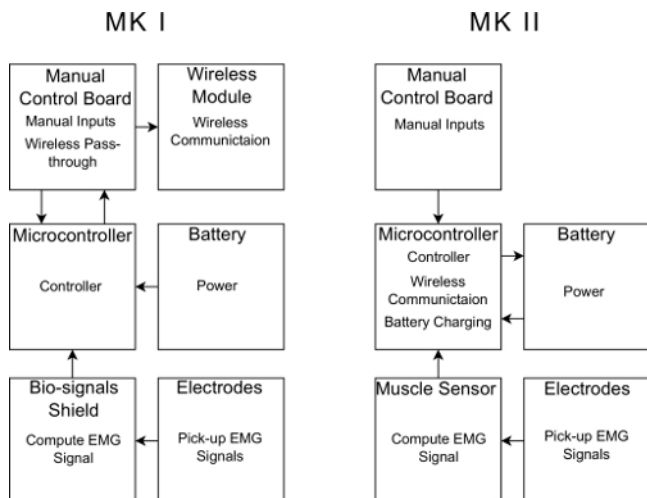 MK I
Manual
Control Board
Manual Inputs
Wireless Pass-
through
Wireless
Module
Wireless
Communictaion
Microcontroller
Controller
Battery
Power
Bio-signals
Shield
Compute EMG
Signal
Electrodes
Pick-up EMG
Signals
MK II
Manual
Control Board
Manual Inputs
Microcontroller
Controller
Wireless
Communictaion
Battery Charging
Battery
Power
Muscle Sensor
Compute EMG
Signal
Electrodes
Pick-up EMG
Signals